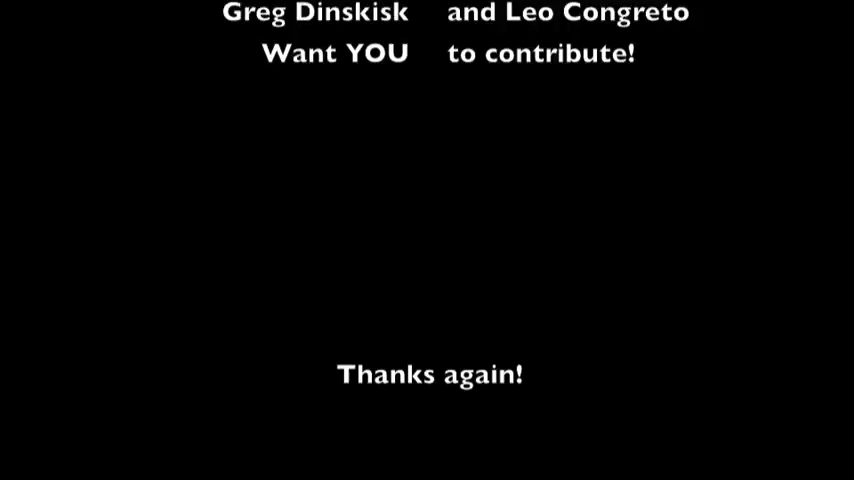 Greg Dinskisk and Leo Congreto
Want YOU to contribute!
Thanks again!